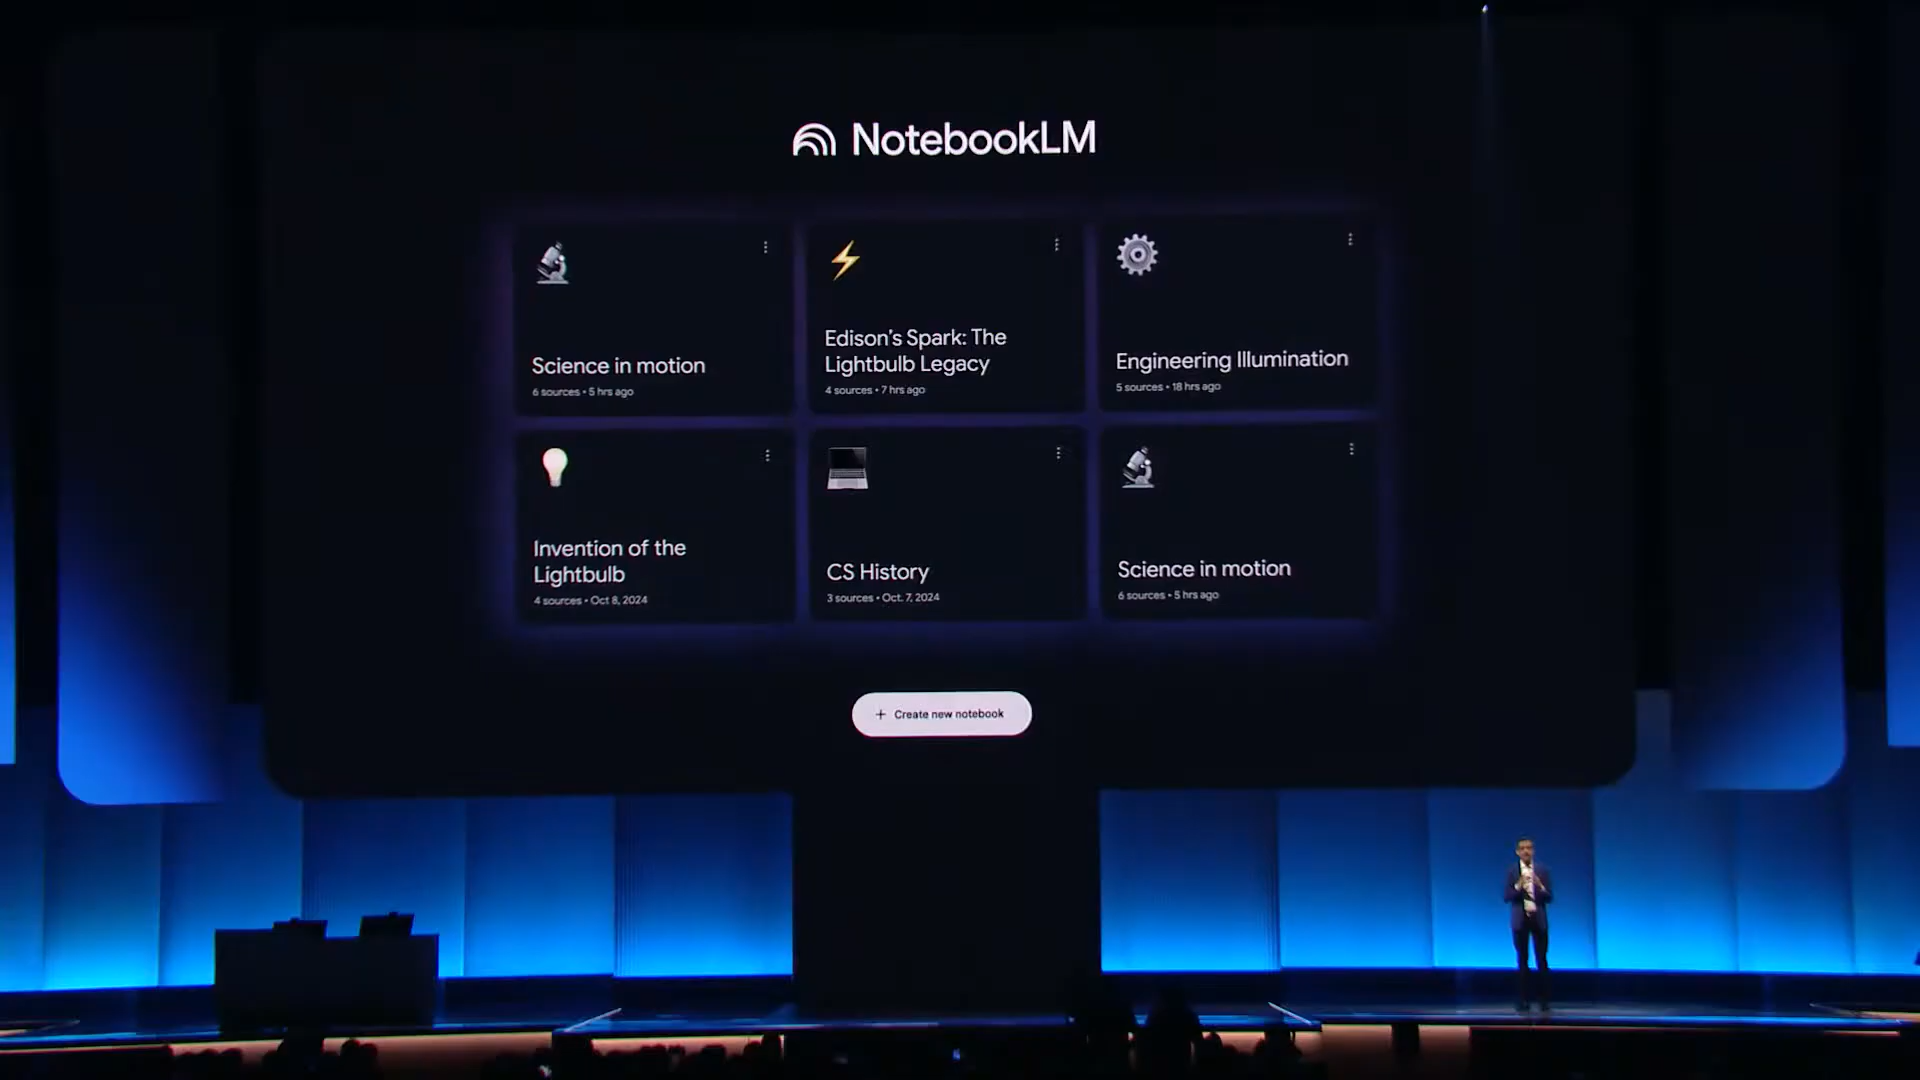 NotebookLM
Science in motion
6 sources • 5 hrs ago
Edison's Spark: The
Lightbulb Legacy
4 sources • 7 hrs ago
Engineering Illumination
5 sources • 18 hrs ago
Invention of the
Lightbulb
4 sources • Oct 8, 2024
CS History
3 sources • Oct. 7, 2024
Science in motion
6 sources • 5 hrs ago
+ Create new notebook